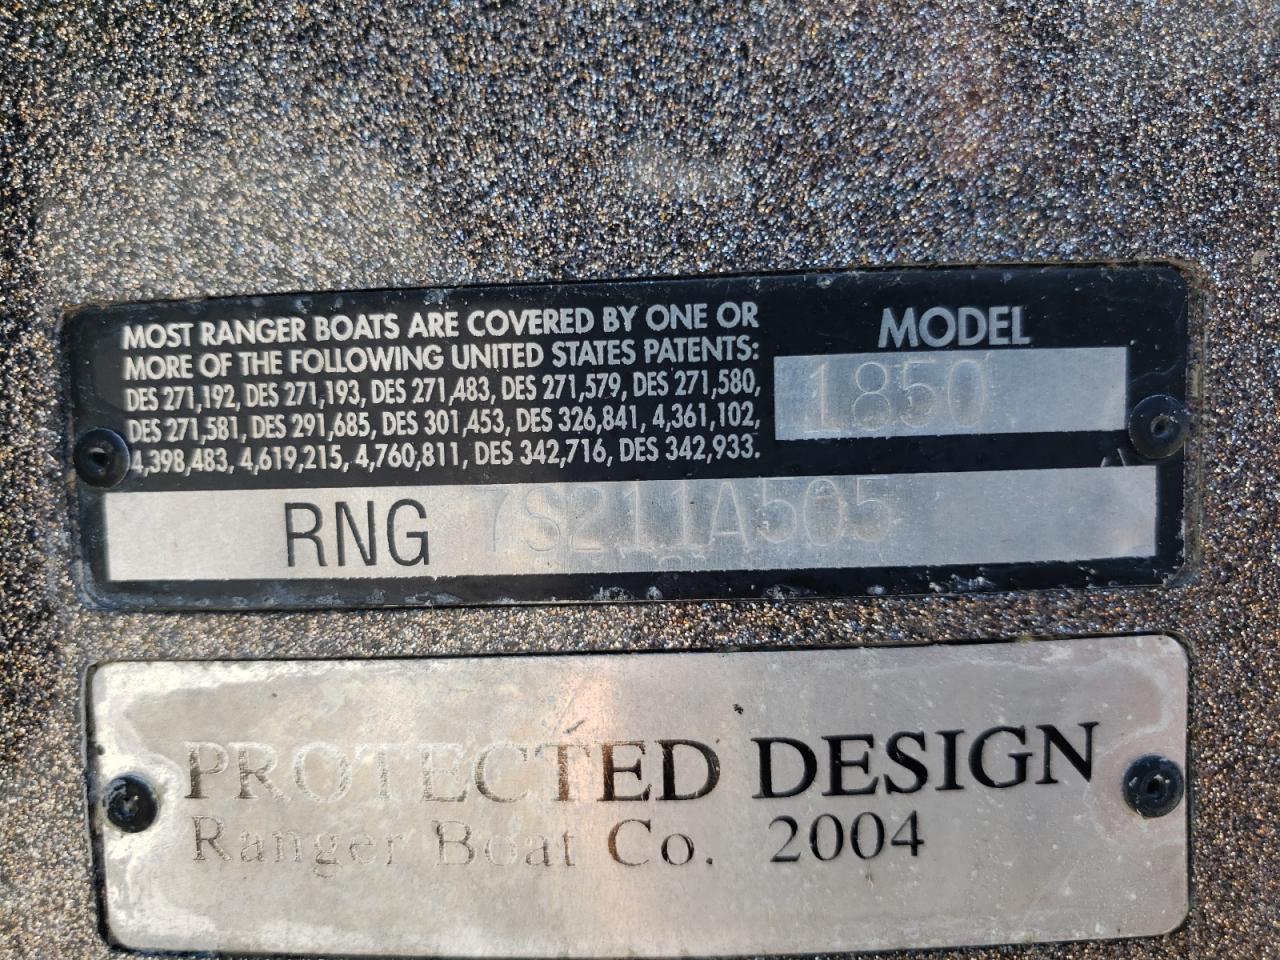 MOST RANGER BOATS ARE COVERED BY ONE OR
MORE OF THE FOLLOWING UNITED STATES PATENTS:
DES 271,192, DES 271,193, DES 271,483, DES 271,579, DES 271,580,
DES 271,581, DES 291,685, DES 301,453, DES 326,841, 4,361,102,
4,398,483, 4,619,215, 4,760,811, DES 342,716, DES 342,933.
MODEL
1850
RNG 7S211A505
PROTECTED DESIGN
Ranger Boat Co. 2004